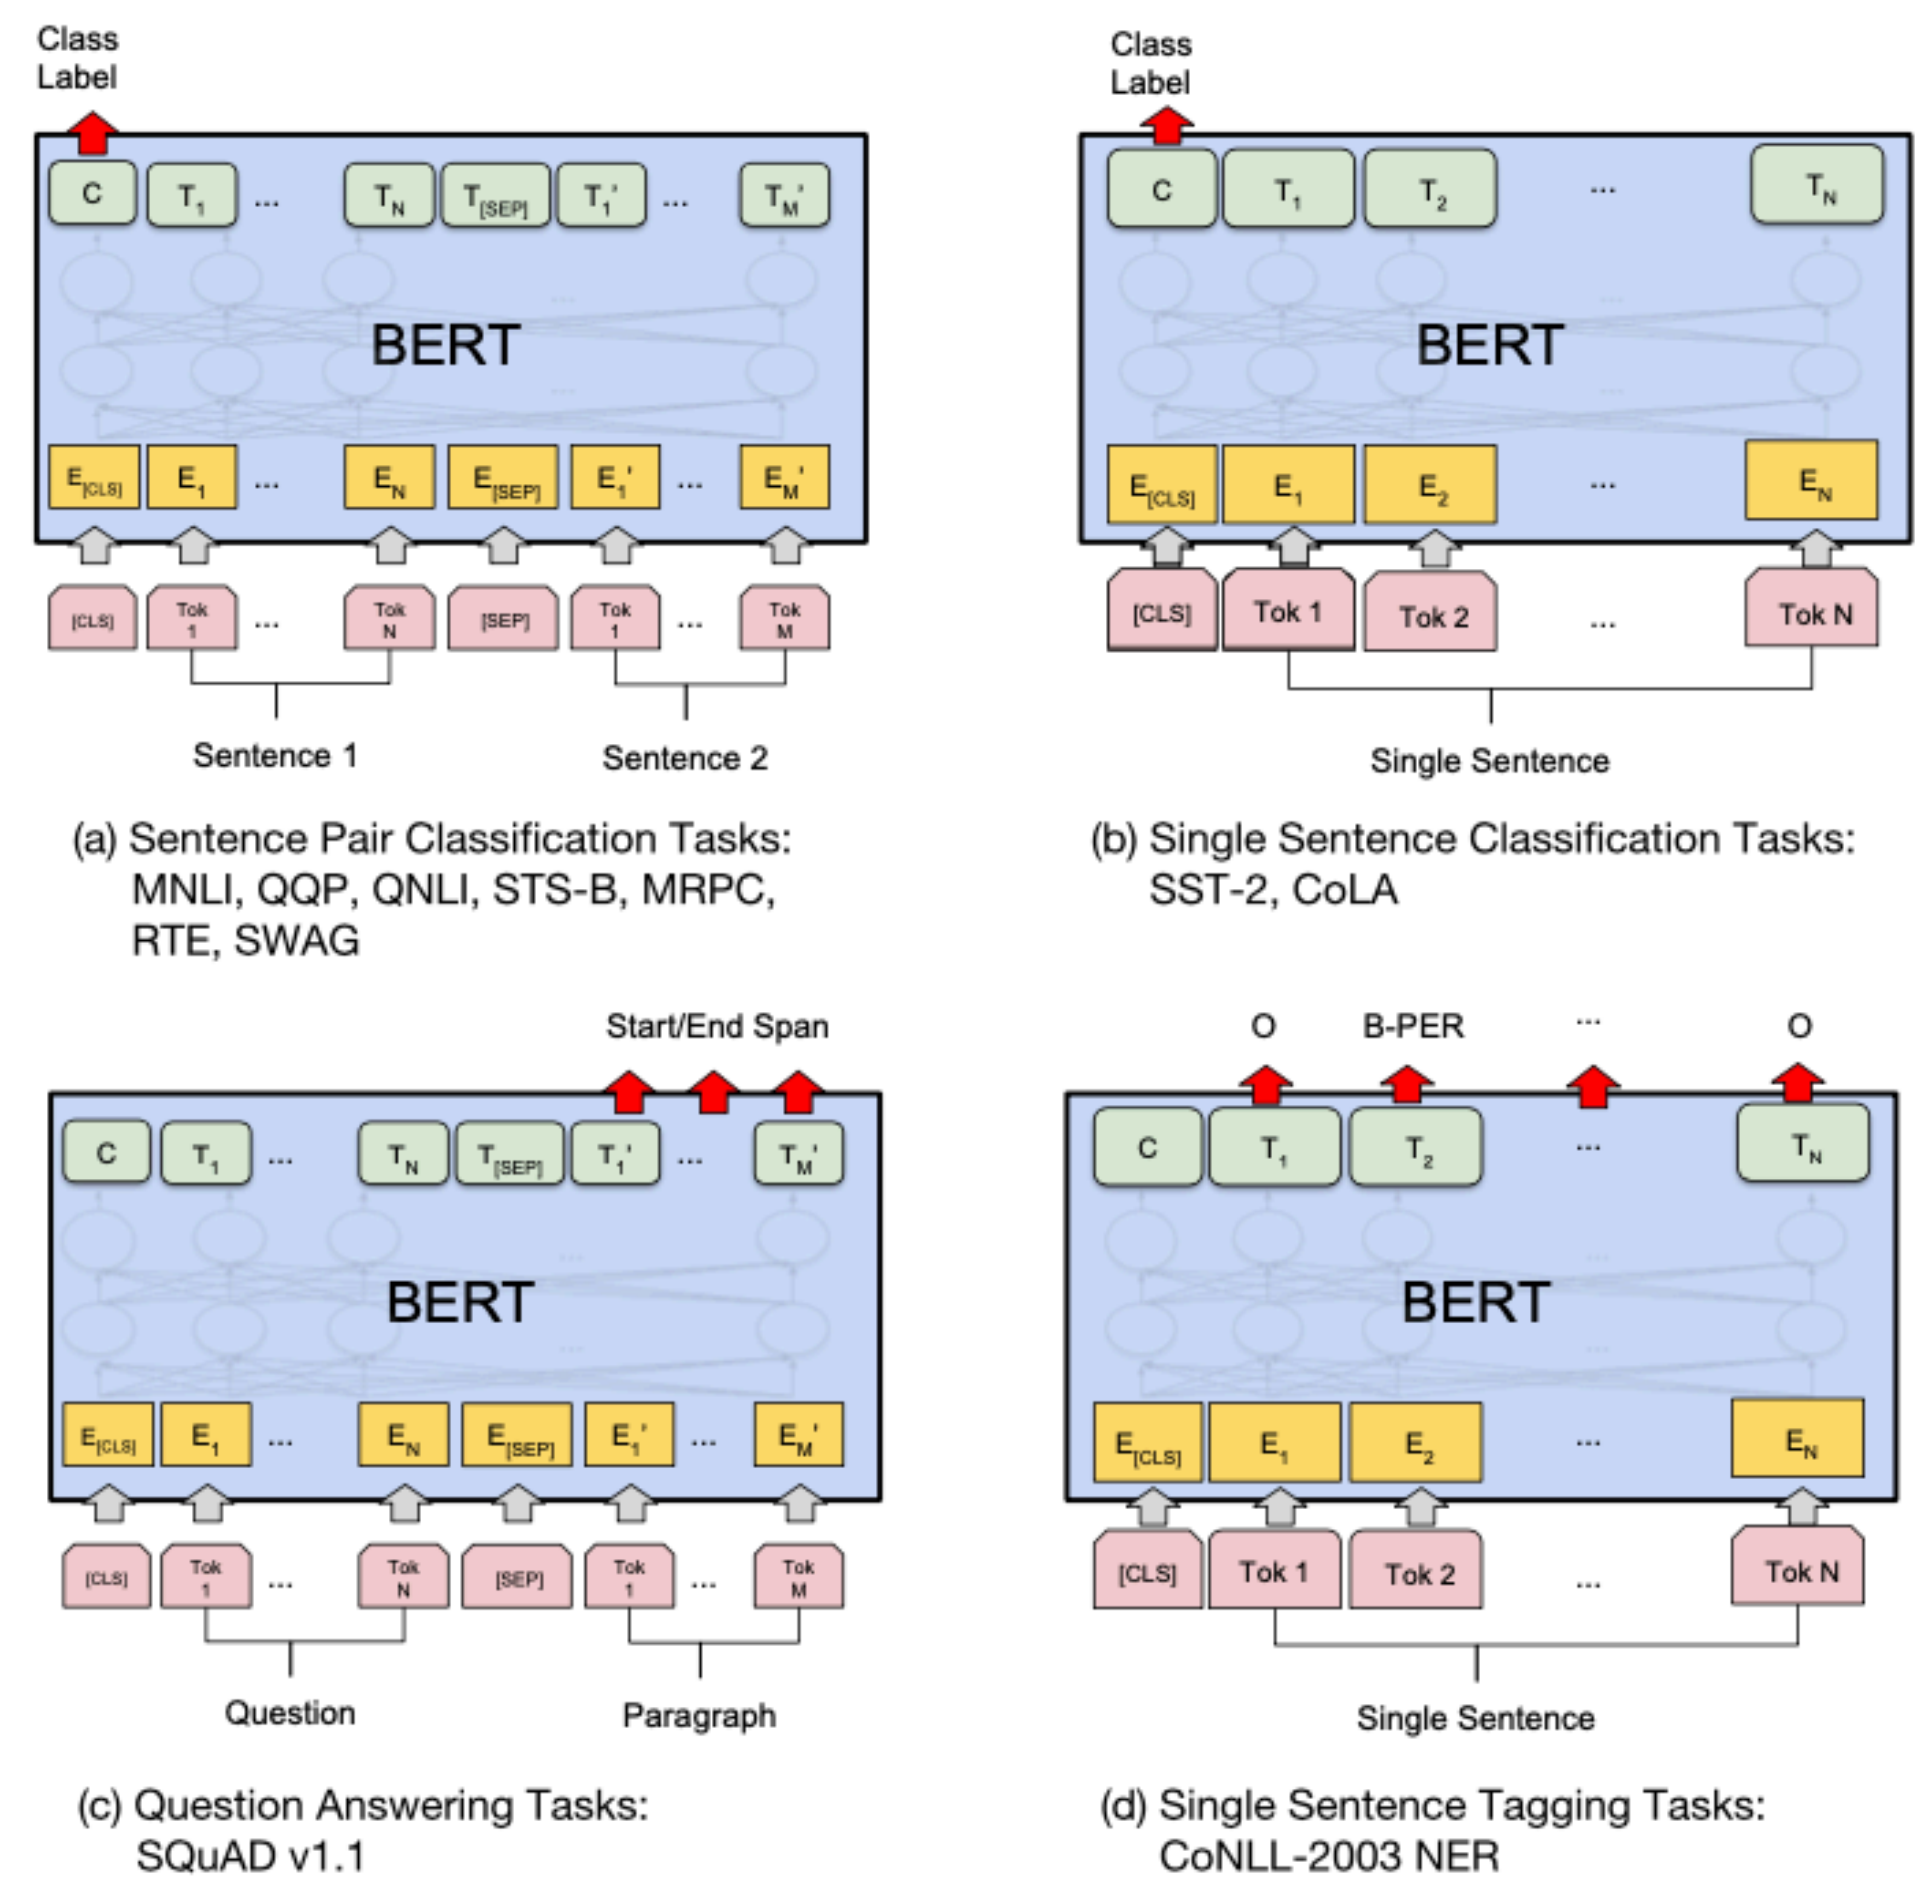 Class
Label
C T1 ... TN T[SEP] T1' ... TM'
BERT
E[CLS] E1 ... EN E[SEP] E1' ... EM'
[CLS] Tok 1 ... Tok N [SEP] Tok 1 ... Tok M
Sentence 1 Sentence 2
(a) Sentence Pair Classification Tasks:
MNLI, QQP, QNLI, STS-B, MRPC,
RTE, SWAG
Class
Label
C T1 T2 ... TN
BERT
E[CLS] E1 E2 ... EN
[CLS] Tok 1 Tok 2 ... Tok N
Single Sentence
(b) Single Sentence Classification Tasks:
SST-2, CoLA
Start/End Span
C T1 ... TN T[SEP] T1' ... TM'
BERT
E[CLS] E1 ... EN E[SEP] E1' ... EM'
[CLS] Tok 1 ... Tok N [SEP] Tok 1 ... Tok M
Question Paragraph
(c) Question Answering Tasks:
SQuAD v1.1
O B-PER ... O
C T1 T2 ... TN
BERT
E[CLS] E1 E2 ... EN
[CLS] Tok 1 Tok 2 ... Tok N
Single Sentence
(d) Single Sentence Tagging Tasks:
CoNLL-2003 NER